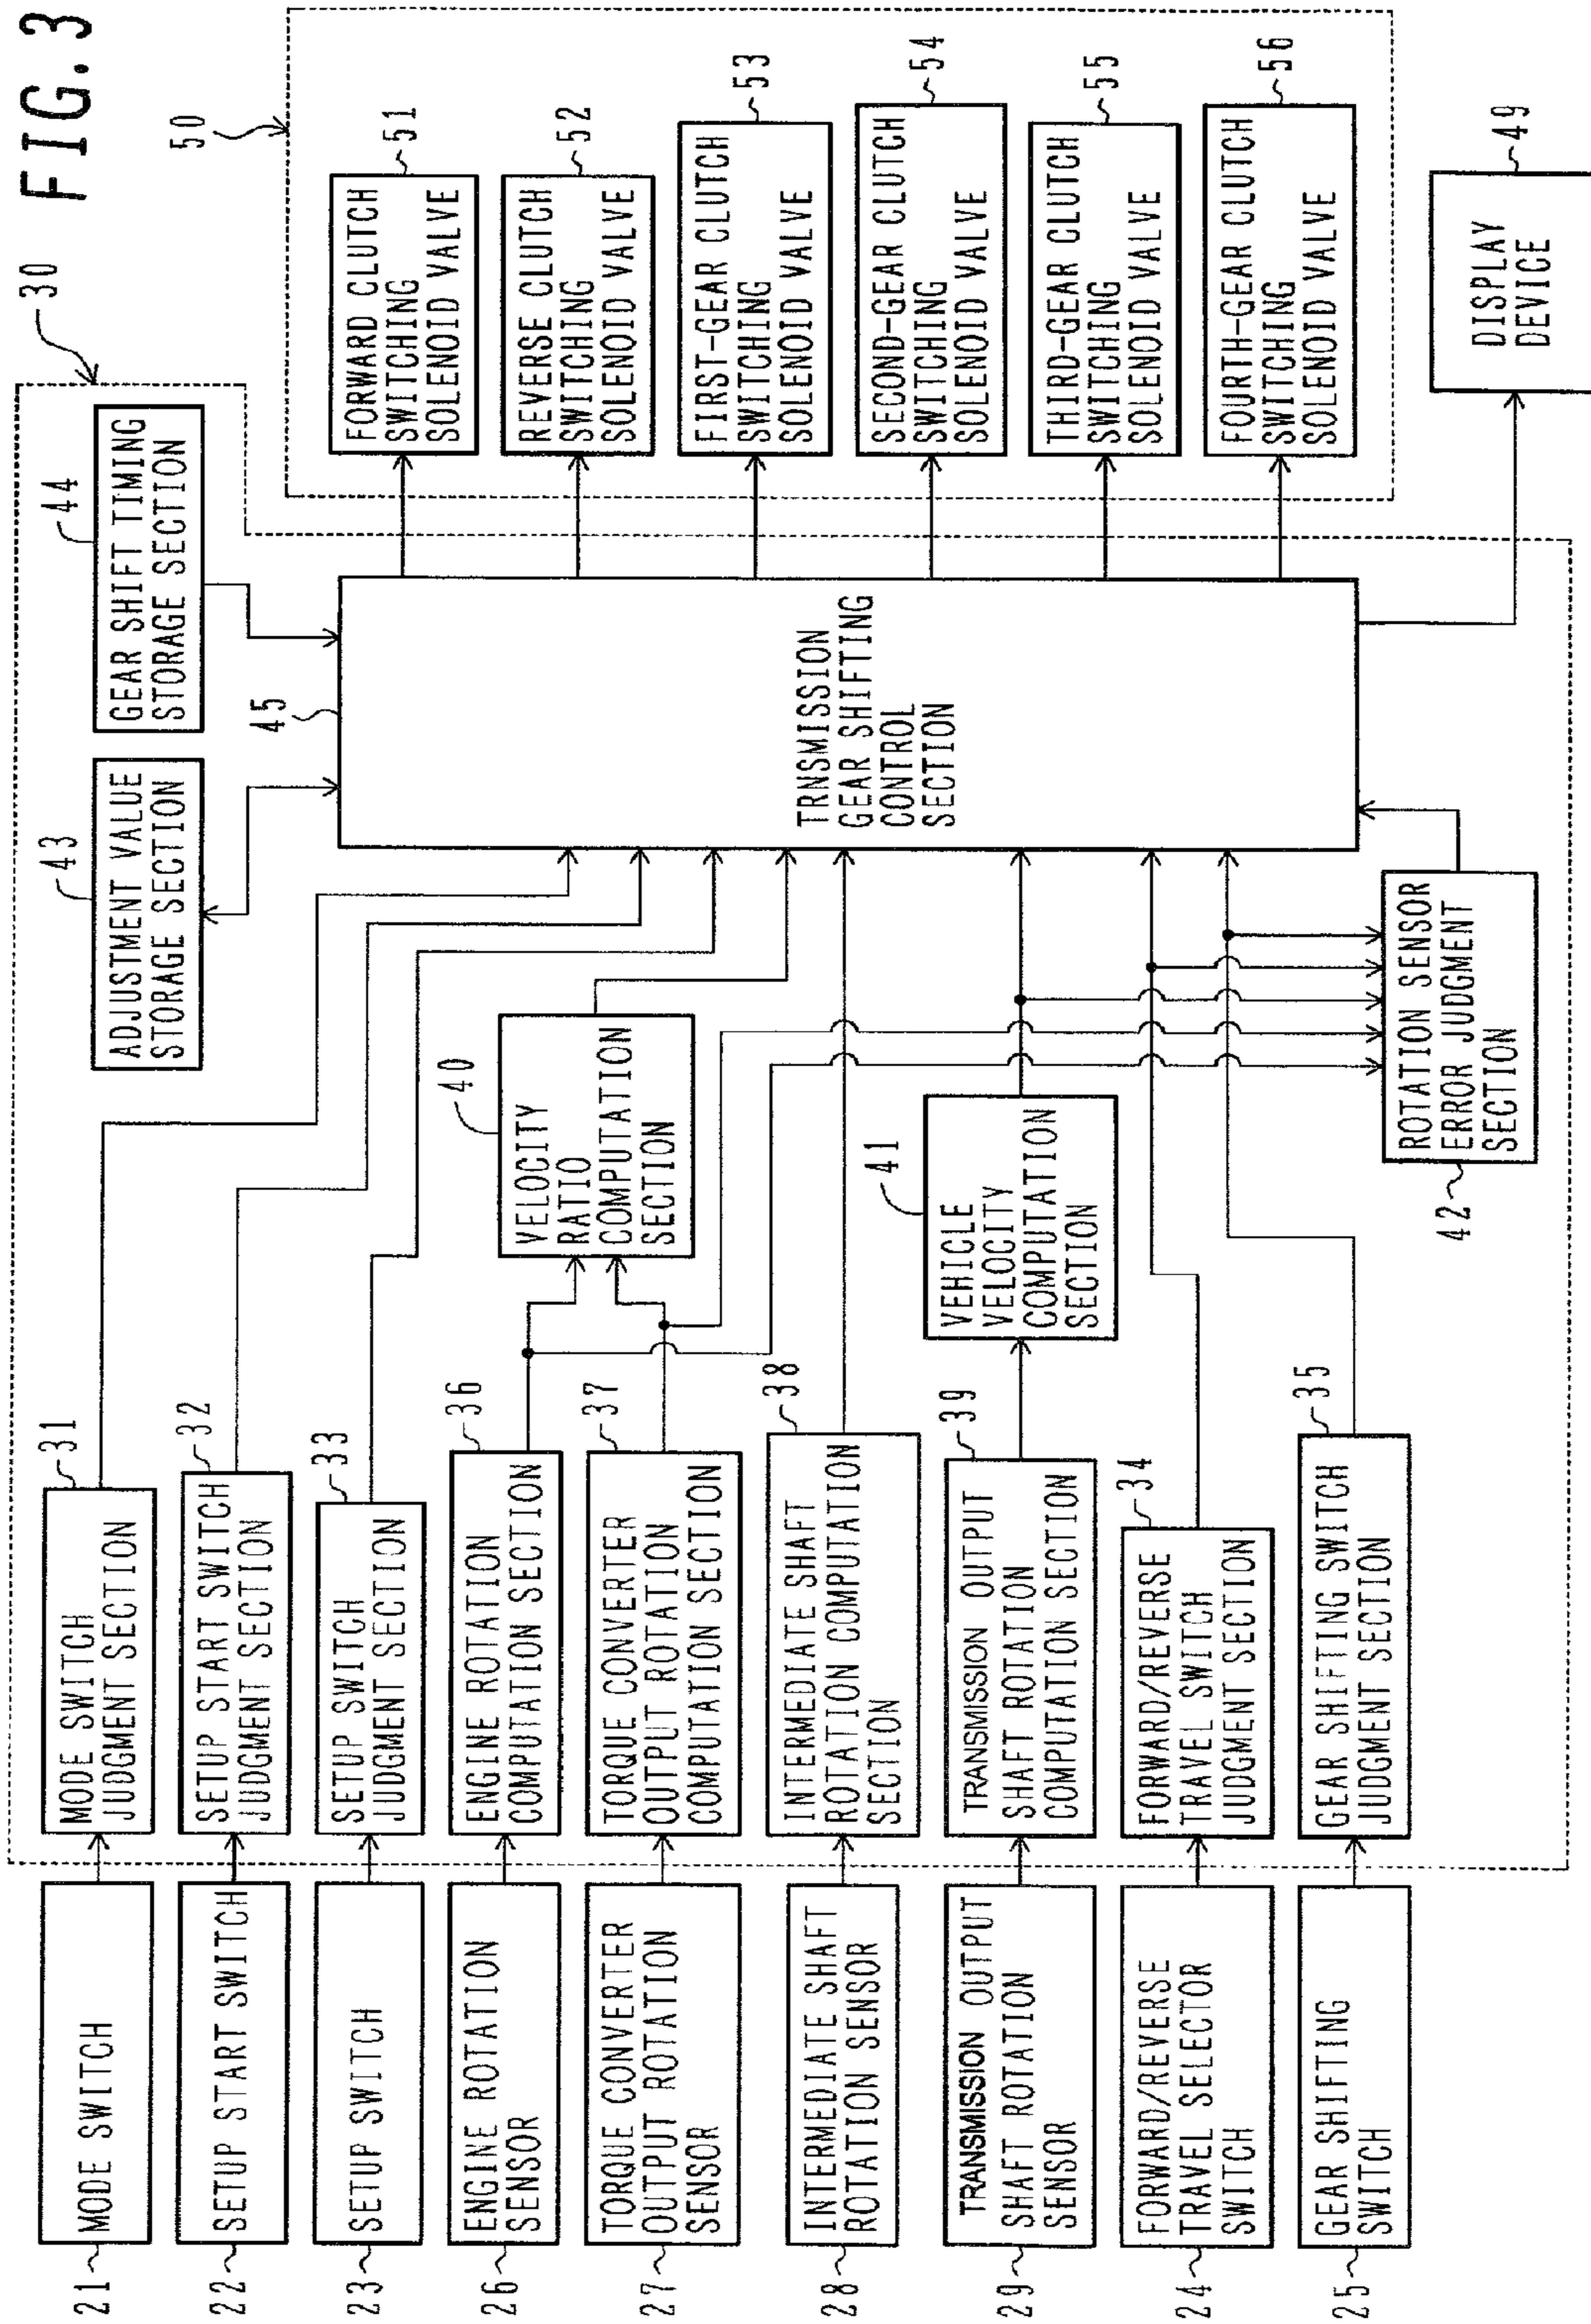 FIG. 3
30
50
21
MODE SWITCH
22
SETUP START SWITCH
23
SETUP SWITCH
26
ENGINE ROTATION
SENSOR
27
TORQUE CONVERTER
OUTPUT ROTATION
SENSOR
28
INTERMEDIATE SHAFT
ROTATION SENSOR
29
TRANSMISSION OUTPUT
SHAFT ROTATION
SENSOR
24
FORWARD/REVERSE
TRAVEL SELECTOR
SWITCH
25
GEAR SHIFTING
SWITCH
31
MODE SWITCH
JUDGMENT SECTION
32
SETUP START SWITCH
JUDGMENT SECTION
33
SETUP SWITCH
JUDGMENT SECTION
36
ENGINE ROTATION
COMPUTATION SECTION
37
TORQUE CONVERTER
OUTPUT ROTATION
COMPUTATION SECTION
38
INTERMEDIATE SHAFT
ROTATION COMPUTATION
SECTION
39
TRANSMISSION OUTPUT
SHAFT ROTATION
COMPUTATION SECTION
34
FORWARD/REVERSE
TRAVEL SWITCH
JUDGMENT SECTION
35
GEAR SHIFTING SWITCH
JUDGMENT SECTION
40
VELOCITY
RATIO
COMPUTATION
SECTION
41
VEHICLE
VELOCITY
COMPUTATION
SECTION
42
ROTATION SENSOR
ERROR JUDGMENT
SECTION
43
ADJUSTMENT VALUE
STORAGE SECTION
44
GEAR SHIFT TIMING
STORAGE SECTION
45
TRNSMISSION
GEAR SHIFTING
CONTROL
SECTION
51
FORWARD CLUTCH
SWITCHING
SOLENOID VALVE
52
REVERSE CLUTCH
SWITCHING
SOLENOID VALVE
53
FIRST-GEAR CLUTCH
SWITCHING
SOLENOID VALVE
54
SECOND-GEAR CLUTCH
SWITCHING
SOLENOID VALVE
55
THIRD-GEAR CLUTCH
SWITCHING
SOLENOID VALVE
56
FOURTH-GEAR CLUTCH
SWITCHING
SOLENOID VALVE
49
DISPLAY
DEVICE